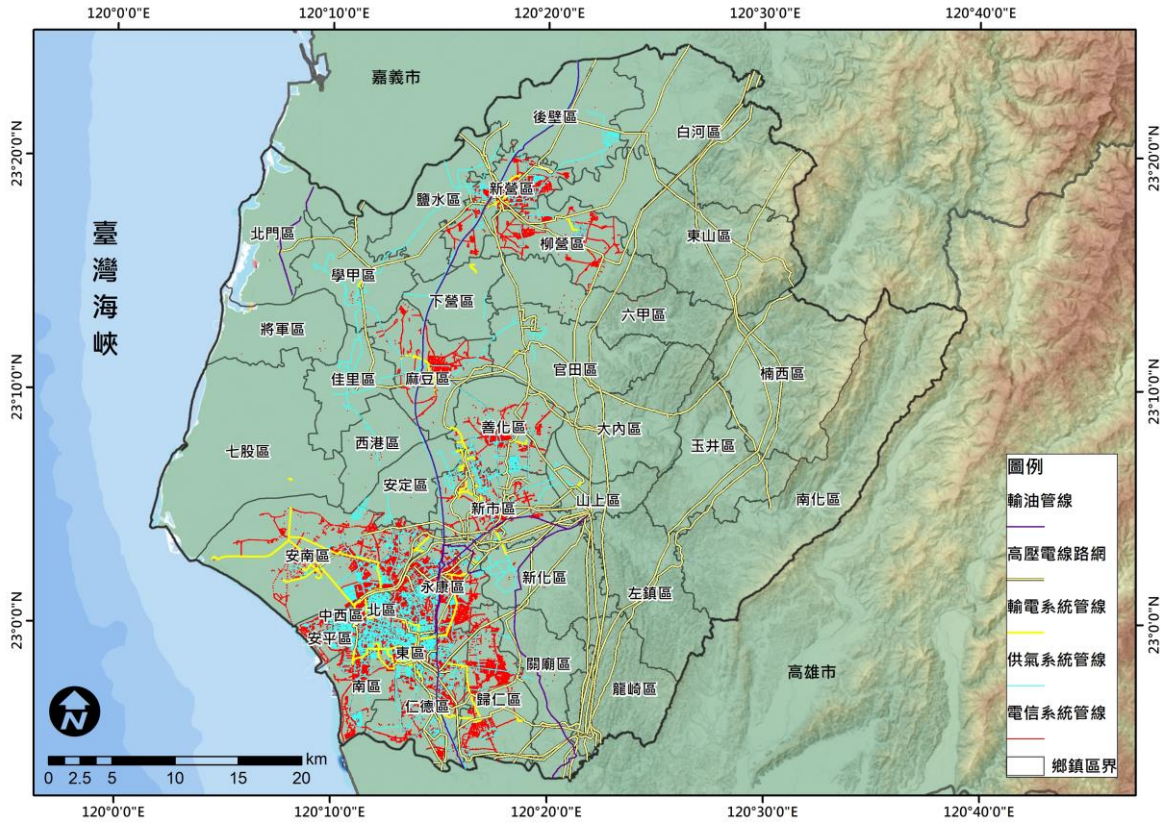 120°0'0"E
120°10'0"E
120°20'0"E
120°30'0"E
120°40'0"E
嘉義市
後壁區
白河區
23°20'0"N
23°20'0"N
新營區
鹽水區
臺灣海峽
北門區
柳營區
東山區
學甲區
下營區
六甲區
將軍區
官田區
楠西區
佳里區
麻豆區
23°10'0"N
23°10'0"N
善化區
大內區
西港區
玉井區
七股區
圖例
安定區
輸油管線
山上區
南化區
新市區
高壓電線路網
安南區
新化區
永康區
左鎮區
輸電系統管線
北區
中西區
23°0'0"N
23°0'0"N
安平區
東區
供氣系統管線
關廟區
高雄市
南區
龍崎區
歸仁區
仁德區
電信系統管線
N
鄉鎮區界
km
0 2.5 5 10 15 20
120°0'0"E
120°10'0"E
120°20'0"E
120°30'0"E
120°40'0"E